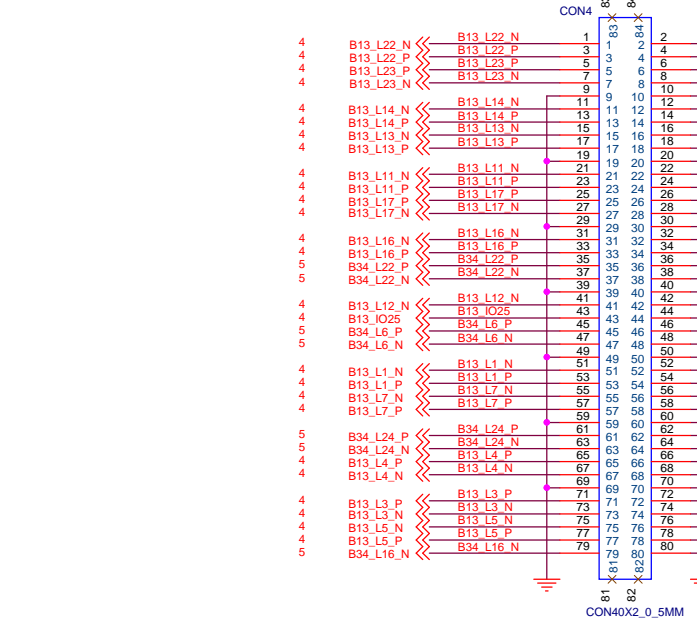 CON4
83 84
4 B13_L22_N B13_L22_N 1 1 2 2
4 B13_L22_P B13_L22_P 3 3 4 4
4 B13_L23_P B13_L23_P 5 5 6 6
4 B13_L23_N B13_L23_N 7 7 8 8
9 9 10 10
4 B13_L14_N B13_L14_N 11 11 12 12
4 B13_L14_P B13_L14_P 13 13 14 14
4 B13_L13_N B13_L13_N 15 15 16 16
4 B13_L13_P B13_L13_P 17 17 18 18
19 19 20 20
4 B13_L11_N B13_L11_N 21 21 22 22
4 B13_L11_P B13_L11_P 23 23 24 24
4 B13_L17_P B13_L17_P 25 25 26 26
4 B13_L17_N B13_L17_N 27 27 28 28
29 29 30 30
4 B13_L16_N B13_L16_N 31 31 32 32
4 B13_L16_P B13_L16_P 33 33 34 34
5 B34_L22_P B34_L22_P 35 35 36 36
5 B34_L22_N B34_L22_N 37 37 38 38
39 39 40 40
4 B13_L12_N B13_L12_N 41 41 42 42
4 B13_IO25 B13_IO25 43 43 44 44
5 B34_L6_P B34_L6_P 45 45 46 46
5 B34_L6_N B34_L6_N 47 47 48 48
49 49 50 50
4 B13_L1_N B13_L1_N 51 51 52 52
4 B13_L1_P B13_L1_P 53 53 54 54
4 B13_L7_N B13_L7_N 55 55 56 56
4 B13_L7_P B13_L7_P 57 57 58 58
59 59 60 60
5 B34_L24_P B34_L24_P 61 61 62 62
5 B34_L24_N B34_L24_N 63 63 64 64
4 B13_L4_P B13_L4_P 65 65 66 66
4 B13_L4_N B13_L4_N 67 67 68 68
69 69 70 70
4 B13_L3_P B13_L3_P 71 71 72 72
4 B13_L3_N B13_L3_N 73 73 74 74
4 B13_L5_N B13_L5_N 75 75 76 76
4 B13_L5_P B13_L5_P 77 77 78 78
5 B34_L16_N B34_L16_N 79 79 80 80
81 82
81 82
CON40X2_0_5MM